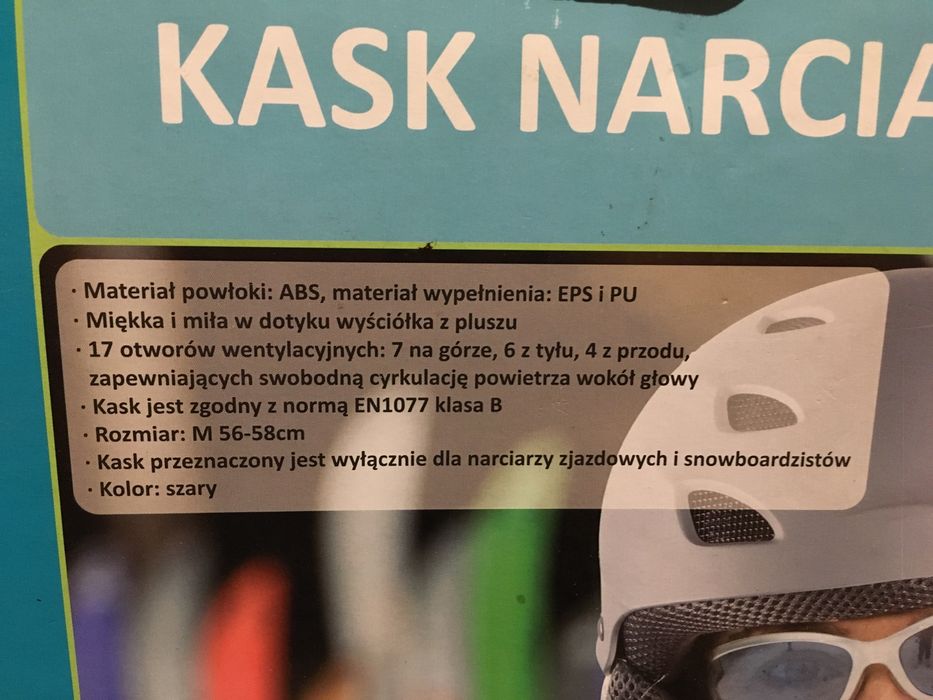 KASK NARCIA
· Materiał powłoki: ABS, materiał wypełnienia: EPS i PU
· Miękka i miła w dotyku wyściółka z pluszu
· 17 otworów wentylacyjnych: 7 na górze, 6 z tyłu, 4 z przodu,
zapewniających swobodną cyrkulację powietrza wokół głowy
· Kask jest zgodny z normą EN1077 klasa B
· Rozmiar: M 56-58cm
· Kask przeznaczony jest wyłącznie dla narciarzy zjazdowych i snowboardzistów
· Kolor: szary